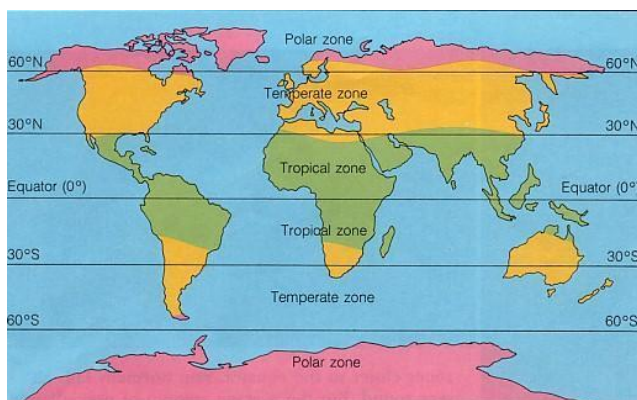 Polar zone
60°N
60°N
Temperate zone
30°N
30°N
Tropical zone
Equator (0°)
Equator (0°)
Tropical zone
30°S
30°S
Temperate zone
60°S
60°S
Polar zone